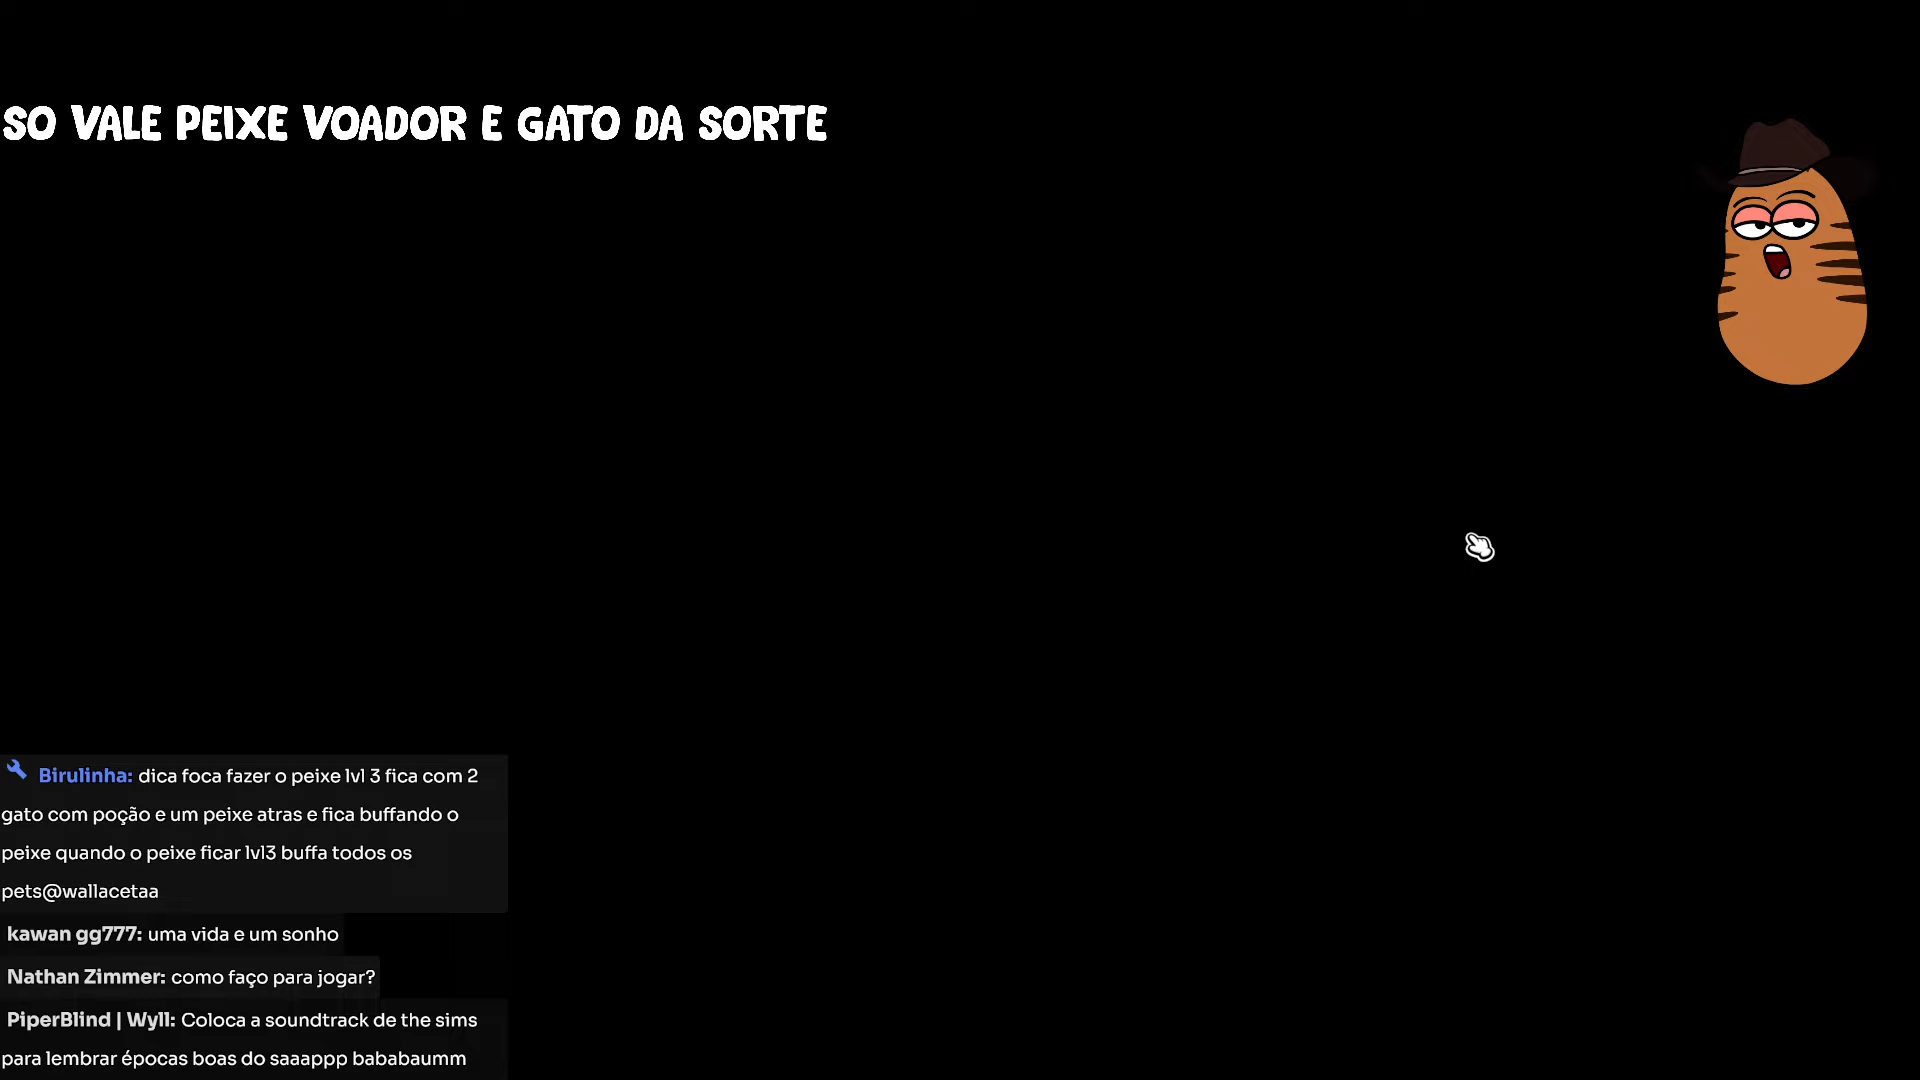 SO VALE PEIXE VOADOR E GATO DA SORTE
Birulinha: dica foca fazer o peixe lvl 3 fica com 2
gato com poção e um peixe atras e fica buffando o
peixe quando o peixe ficar lvl3 buffa todos os
pets@wallacetaa
kawan gg777: uma vida e um sonho
Nathan Zimmer: como faço para jogar?
PiperBlind | Wyll: Coloca a soundtrack de the sims
para lembrar épocas boas do saaappp bababaumm